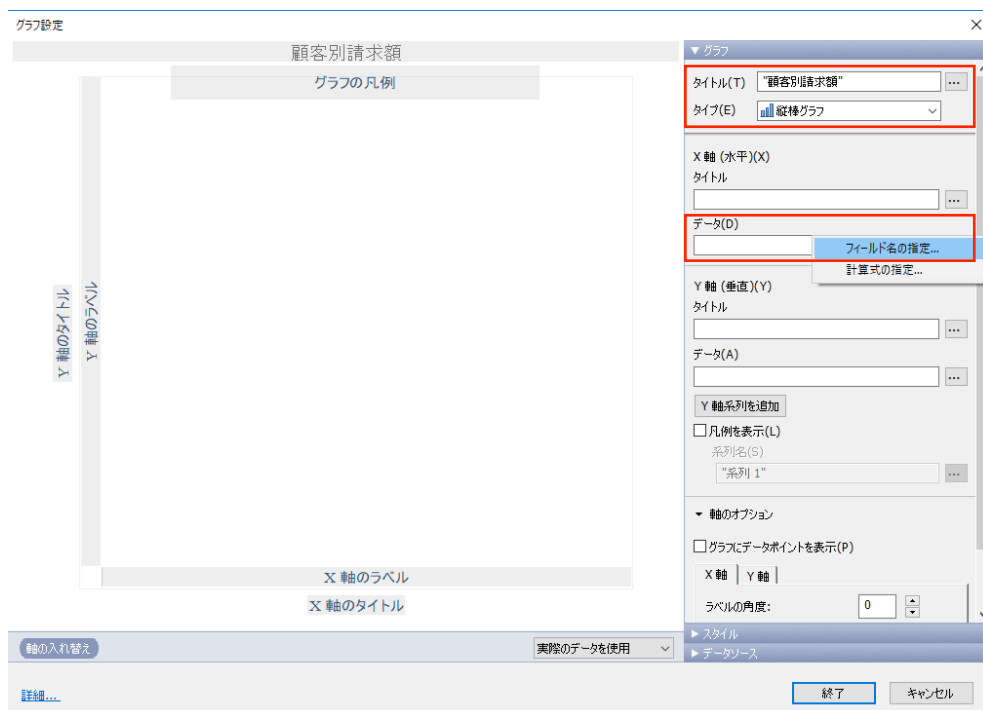 グラフ設定
顧客別請求額
グラフの凡例
Y 軸のタイトル
Y 軸のラベル
X 軸のラベル
X 軸のタイトル
軸の入れ替え
実際のデータを使用
▼ グラフ
タイトル(T)
"顧客別請求額"
...
タイプ(E)
縦棒グラフ
X 軸 (水平)(X)
タイトル
...
データ(D)
フィールド名の指定...
計算式の指定...
Y 軸 (垂直)(Y)
タイトル
...
データ(A)
...
Y 軸系列を追加
凡例を表示(L)
系列名(S)
"系列 1"
...
軸のオプション
グラフにデータポイントを表示(P)
X 軸
Y 軸
ラベルの角度:
0
▶ スタイル
▶ データソース
詳細...
終了
キャンセル